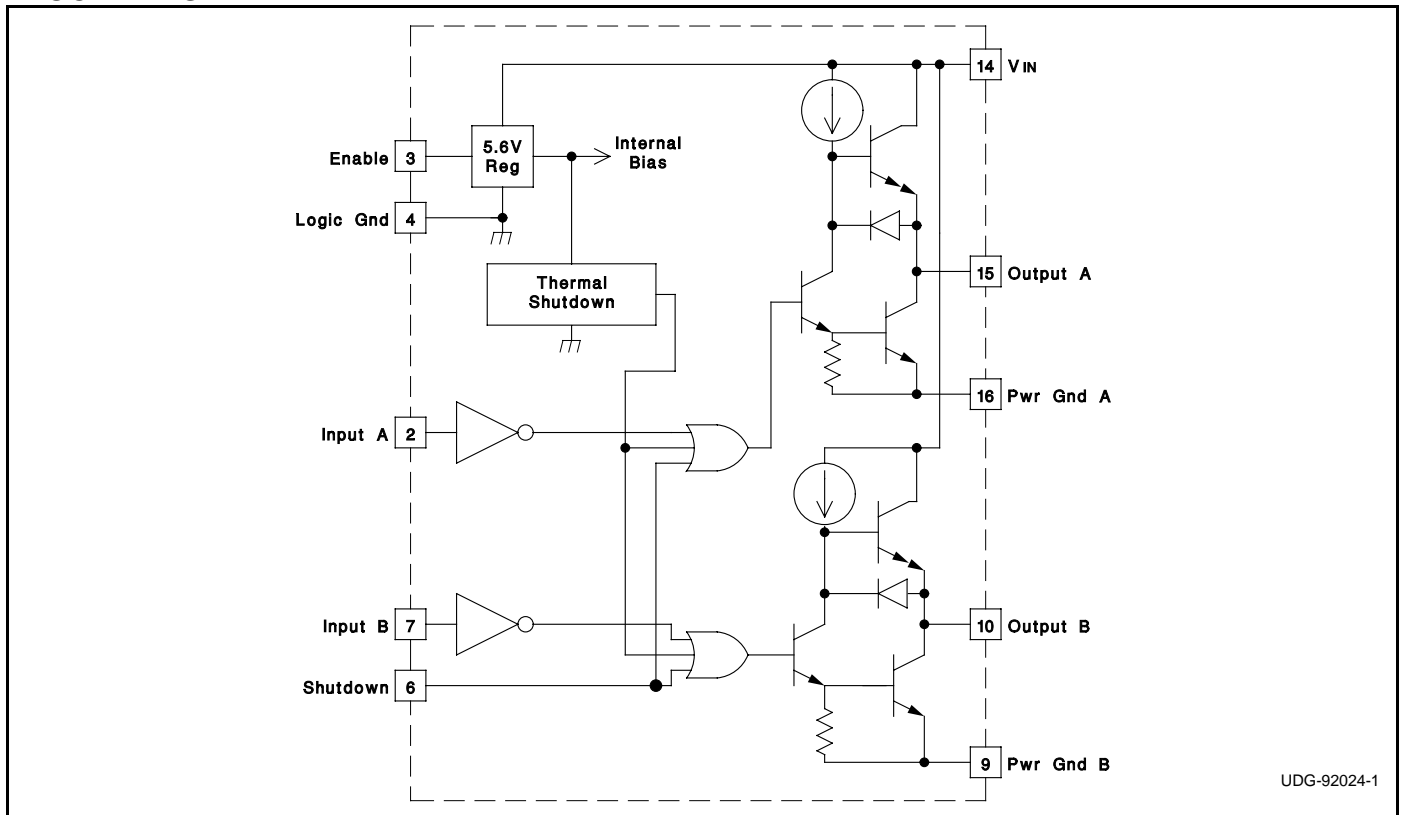 14 VIN
5.6V
Reg
Internal
Bias
Enable 3
Logic Gnd 4
Thermal
Shutdown
15 Output A
16 Pwr Gnd A
Input A 2
Input B 7
10 Output B
Shutdown 6
9 Pwr Gnd B
UDG-92024-1